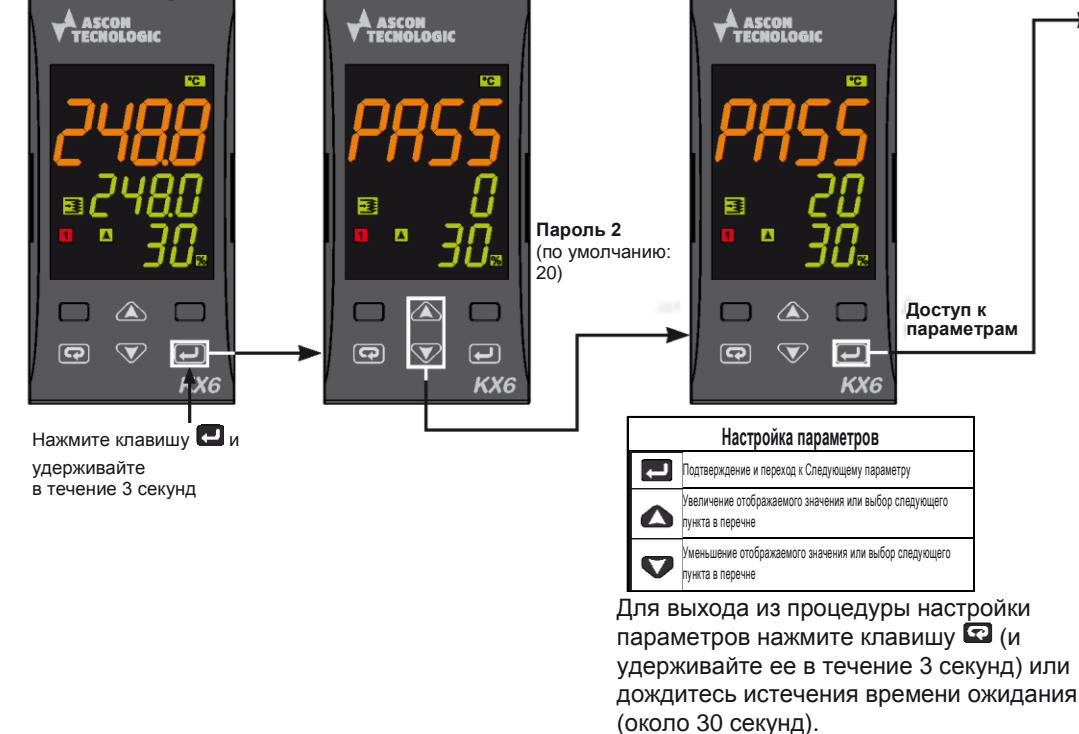 ASCON
TECNOLOGIC
°C
248.8
248.0
1
30 %
KX6
Нажмите клавишу и
удерживайте
в течение 3 секунд
ASCON
TECNOLOGIC
°C
PASS
0
1
30 %
KX6
Пароль 2
(по умолчанию:
20)
ASCON
TECNOLOGIC
°C
PASS
20
1
30 %
KX6
Доступ к
параметрам
Настройка параметров
Подтверждение и переход к Следующему параметру
Увеличение отображаемого значения или выбор следующего
пункта в перечне
Уменьшение отображаемого значения или выбор следующего
пункта в перечне
Для выхода из процедуры настройки
параметров нажмите клавишу (и
удерживайте ее в течение 3 секунд) или
дождитесь истечения времени ожидания
(около 30 секунд).